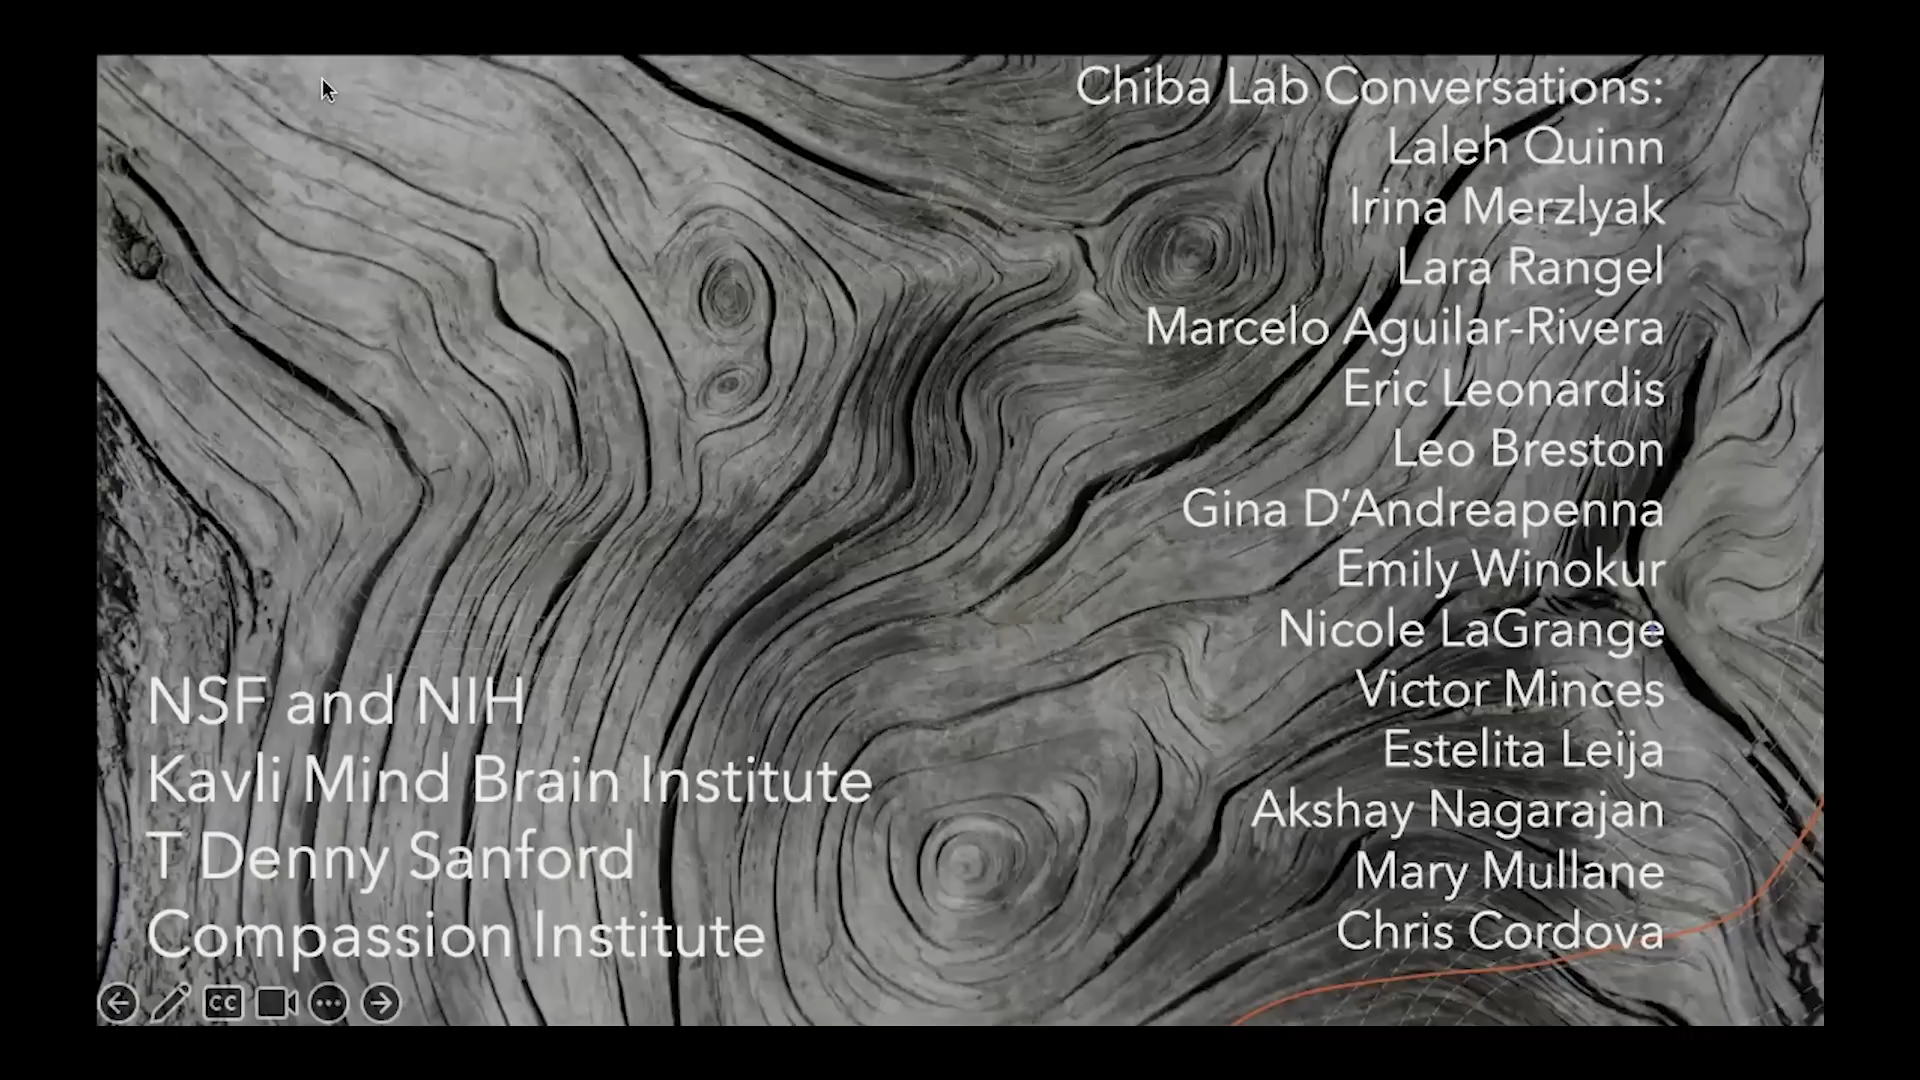 Chiba Lab Conversations:
Laleh Quinn
Irina Merzlyak
Lara Rangel
Marcelo Aguilar-Rivera
Eric Leonardis
Leo Breston
Gina D’Andreapenna
Emily Winokur
Nicole LaGrange
Victor Minces
Estelita Leija
Akshay Nagarajan
Mary Mullane
Chris Cordova
NSF and NIH
Kavli Mind Brain Institute
T Denny Sanford
Compassion Institute
CC